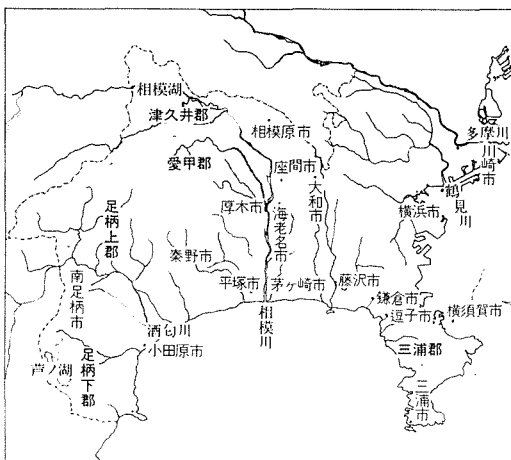 相模湖
津久井郡
相模原市
多摩川
川崎市
愛甲郡
座間市
大和市
鶴見川
横浜市
厚木市
海老名市
足柄上郡
秦野市
南足柄市
平塚市
茅ヶ崎市
藤沢市
鎌倉市
逗子市
横須賀市
酒匂川
小田原市
相模川
三浦郡
芦ノ湖
足柄下郡
三浦市